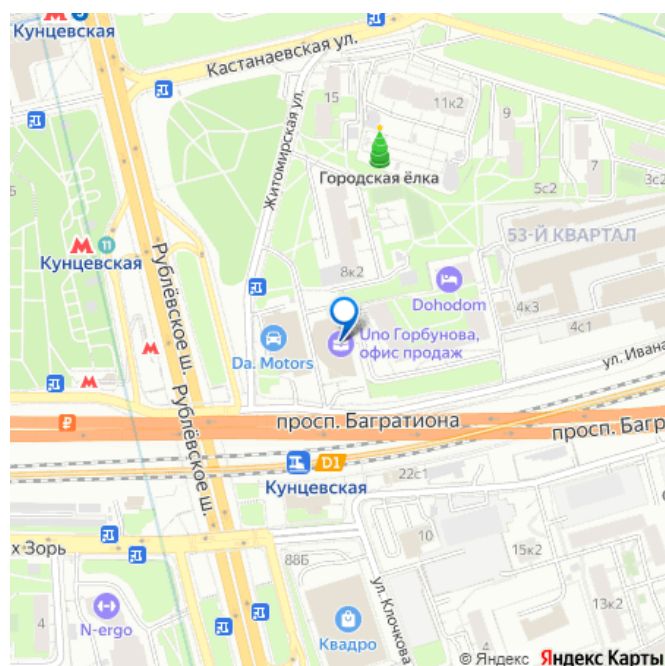 Кунцевская
Кастанаевская ул.
15
11к2
9
Житомирская ул.
7
Городская ёлка
5с2
3с2
5
53-Й КВАРТАЛ
11
Кунцевская
8к2
Рублёвское ш.
Dohodom
4к3
Uno Горбунова,
офис продаж
4с1
Da. Motors
ул. Ивана
просп. Багратиона
просп. Багр
Рублёвское ш.
D1
Кунцевская
22с1
х Зорь
88Б
10
15к2
ул. Клочкова
4
N-ergo
Квадро
13к2
© Яндекс Яндекс Карты